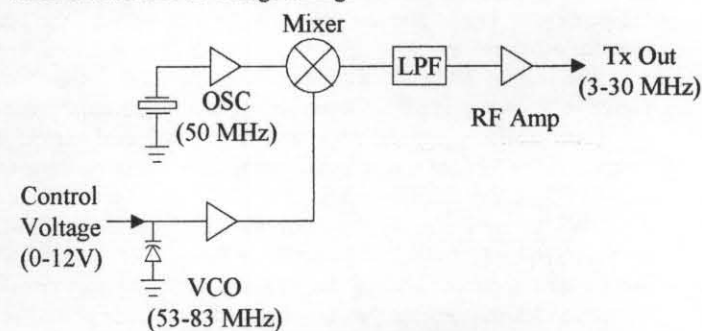 Mixer
LPF
Tx Out
(3-30 MHz)
OSC
(50 MHz)
RF Amp
Control
Voltage
(0-12V)
VCO
(53-83 MHz)